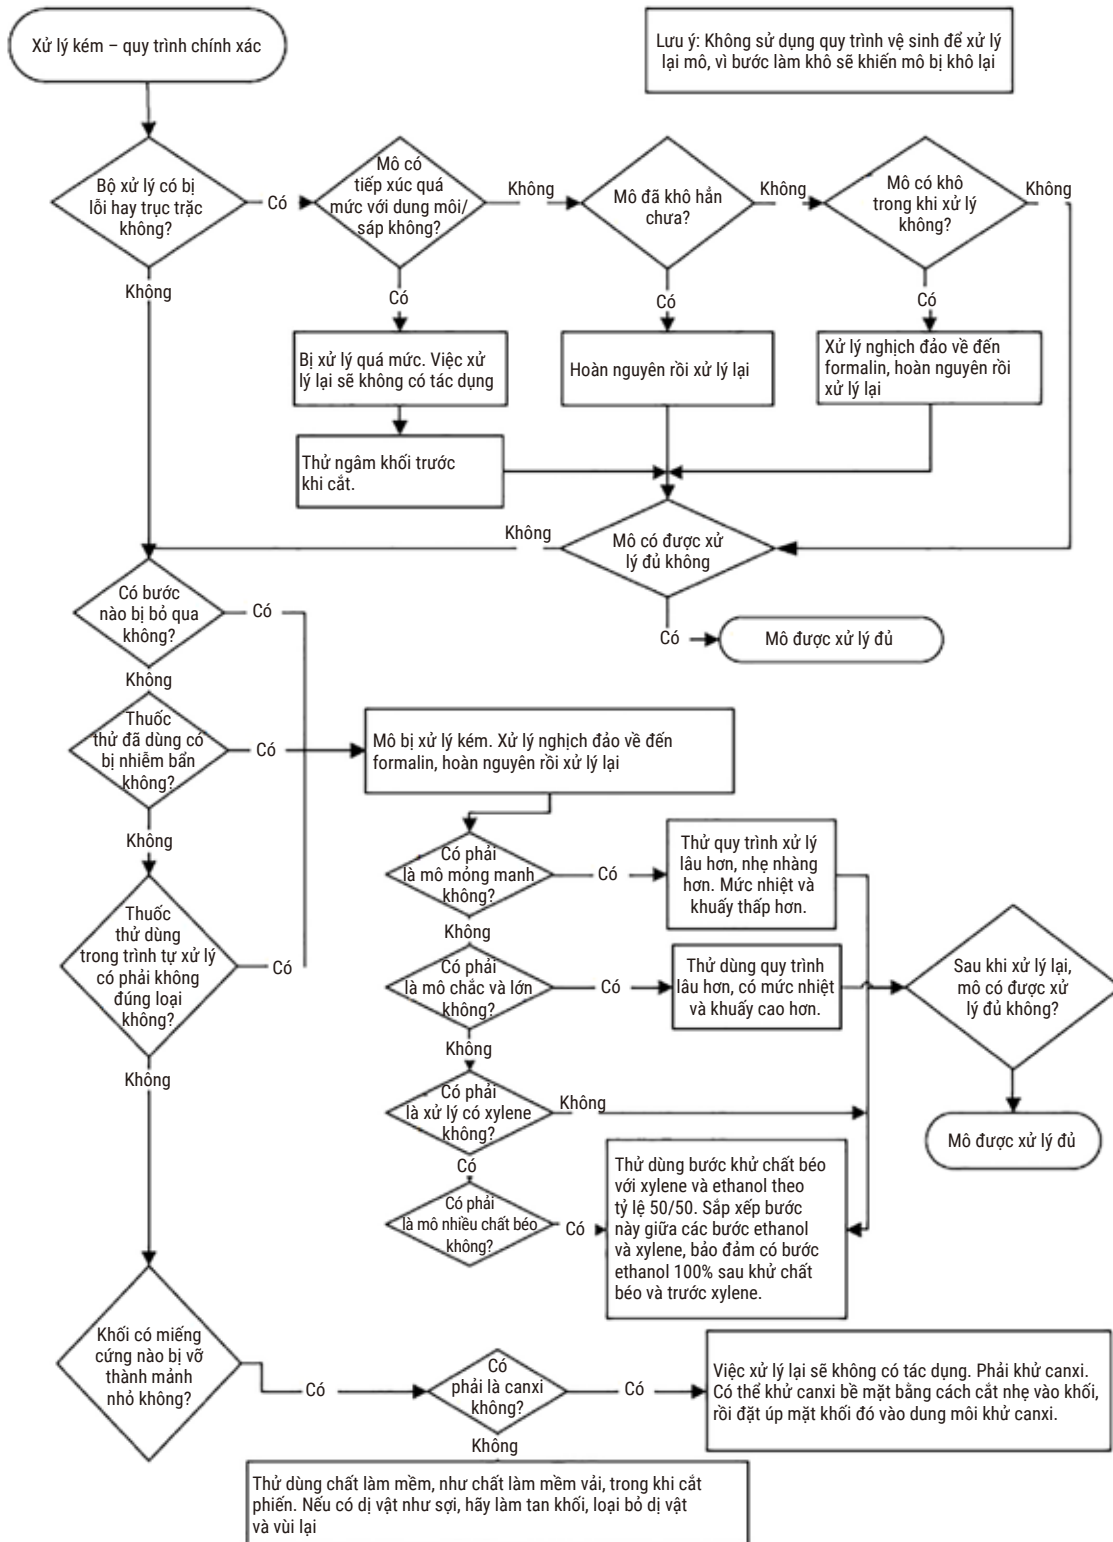 Xử lý kém – quy trình chính xác
Lưu ý: Không sử dụng quy trình vệ sinh để xử lý
lại mô, vì bước làm khô sẽ khiến mô bị khô lại
Bộ xử lý có bị
lỗi hay trục trặc
không?
Có
Mô có
tiếp xúc quá
mức với dung môi/
sáp không?
Không
Mô đã khô hẳn
chưa?
Không
Mô có khô
trong khi xử lý
không?
Không
Không
Có
Có
Có
Bị xử lý quá mức. Việc xử
lý lại sẽ không có tác dụng
Hoàn nguyên rồi xử lý lại
Xử lý nghịch đảo về đến
formalin, hoàn nguyên rồi
xử lý lại
Thử ngâm khối trước
khi cắt.
Không
Mô có được xử
lý đủ không
Có
Mô được xử lý đủ
Có bước
nào bị bỏ qua
không?
Có
Không
Thuốc
thử đã dùng có
bị nhiễm bẩn
không?
Có
Mô bị xử lý kém. Xử lý nghịch đảo về đến
formalin, hoàn nguyên rồi xử lý lại
Không
Thuốc
thử dùng
trong trình tự xử lý
có phải không
đúng loại
không?
Có
Không
Có phải
là mô mỏng manh
không?
Có
Thử quy trình xử lý
lâu hơn, nhẹ nhàng
hơn. Mức nhiệt và
khuấy thấp hơn.
Không
Có phải
là mô chắc và lớn
không?
Có
Thử dùng quy trình
lâu hơn, có mức nhiệt
và khuấy cao hơn.
Sau khi xử lý lại,
mô có được xử
lý đủ không?
Mô được xử lý đủ
Không
Có phải
là xử lý có xylene
không?
Không
Có
Có phải
là mô nhiều chất béo
không?
Có
Thử dùng bước khử chất béo
với xylene và ethanol theo
tỷ lệ 50/50. Sắp xếp bước
này giữa các bước ethanol
và xylene, bảo đảm có bước
ethanol 100% sau khử chất
béo và trước xylene.
Khối có miếng
cứng nào bị vỡ
thành mảnh
nhỏ không?
Có
Có
phải là canxi
không?
Có
Việc xử lý lại sẽ không có tác dụng. Phải khử canxi.
Có thể khử canxi bề mặt bằng cách cắt nhẹ vào khối,
rồi đặt úp mặt khối đó vào dung môi khử canxi.
Không
Thử dùng chất làm mềm, như chất làm mềm vải, trong khi cắt
phiến. Nếu có dị vật như sợi, hãy làm tan khối, loại bỏ dị vật
và vùi lại